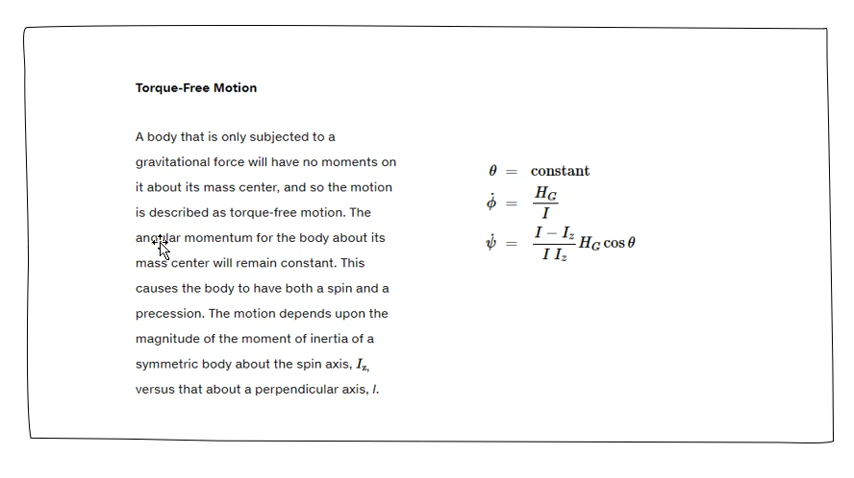 Torque-Free Motion
A body that is only subjected to a
gravitational force will have no moments on
it about its mass center, and so the motion
is described as torque-free motion. The
angular momentum for the body about its
mass center will remain constant. This
causes the body to have both a spin and a
precession. The motion depends upon the
magnitude of the moment of inertia of a
symmetric body about the spin axis, I_z,
versus that about a perpendicular axis, I.
θ = constant
φ̇ = H_G / I
ψ̇ = (I − I_z) / (I I_z) H_G cos θ